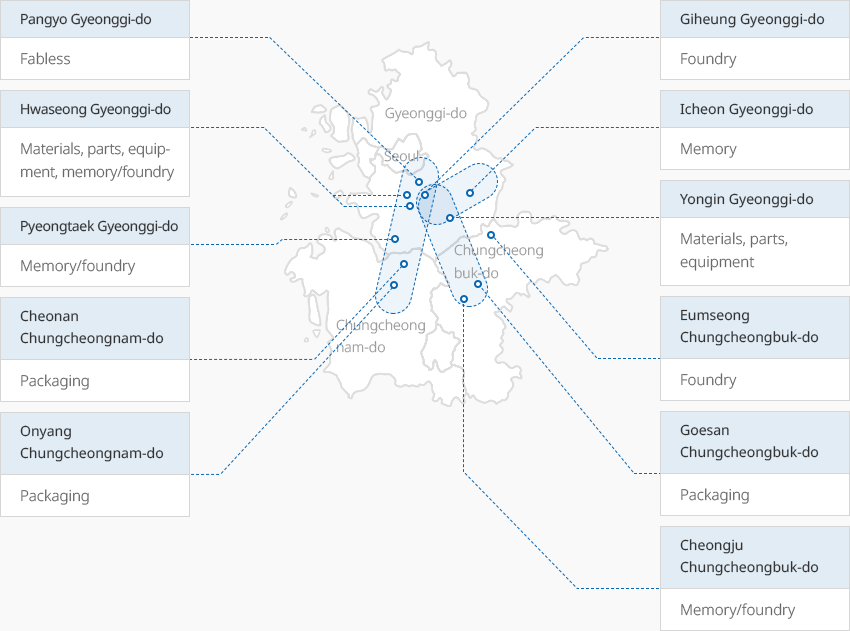 Pangyo Gyeonggi-do
Fabless
Hwaseong Gyeonggi-do
Materials, parts, equip-
ment, memory/foundry
Pyeongtaek Gyeonggi-do
Memory/foundry
Cheonan
Chungcheongnam-do
Packaging
Onyang
Chungcheongnam-do
Packaging
Gyeonggi-do
Seoul
Chungcheong
buk-do
Chungcheong
nam-do
Giheung Gyeonggi-do
Foundry
Icheon Gyeonggi-do
Memory
Yongin Gyeonggi-do
Materials, parts,
equipment
Eumseong
Chungcheongbuk-do
Foundry
Goesan
Chungcheongbuk-do
Packaging
Cheongju
Chungcheongbuk-do
Memory/foundry